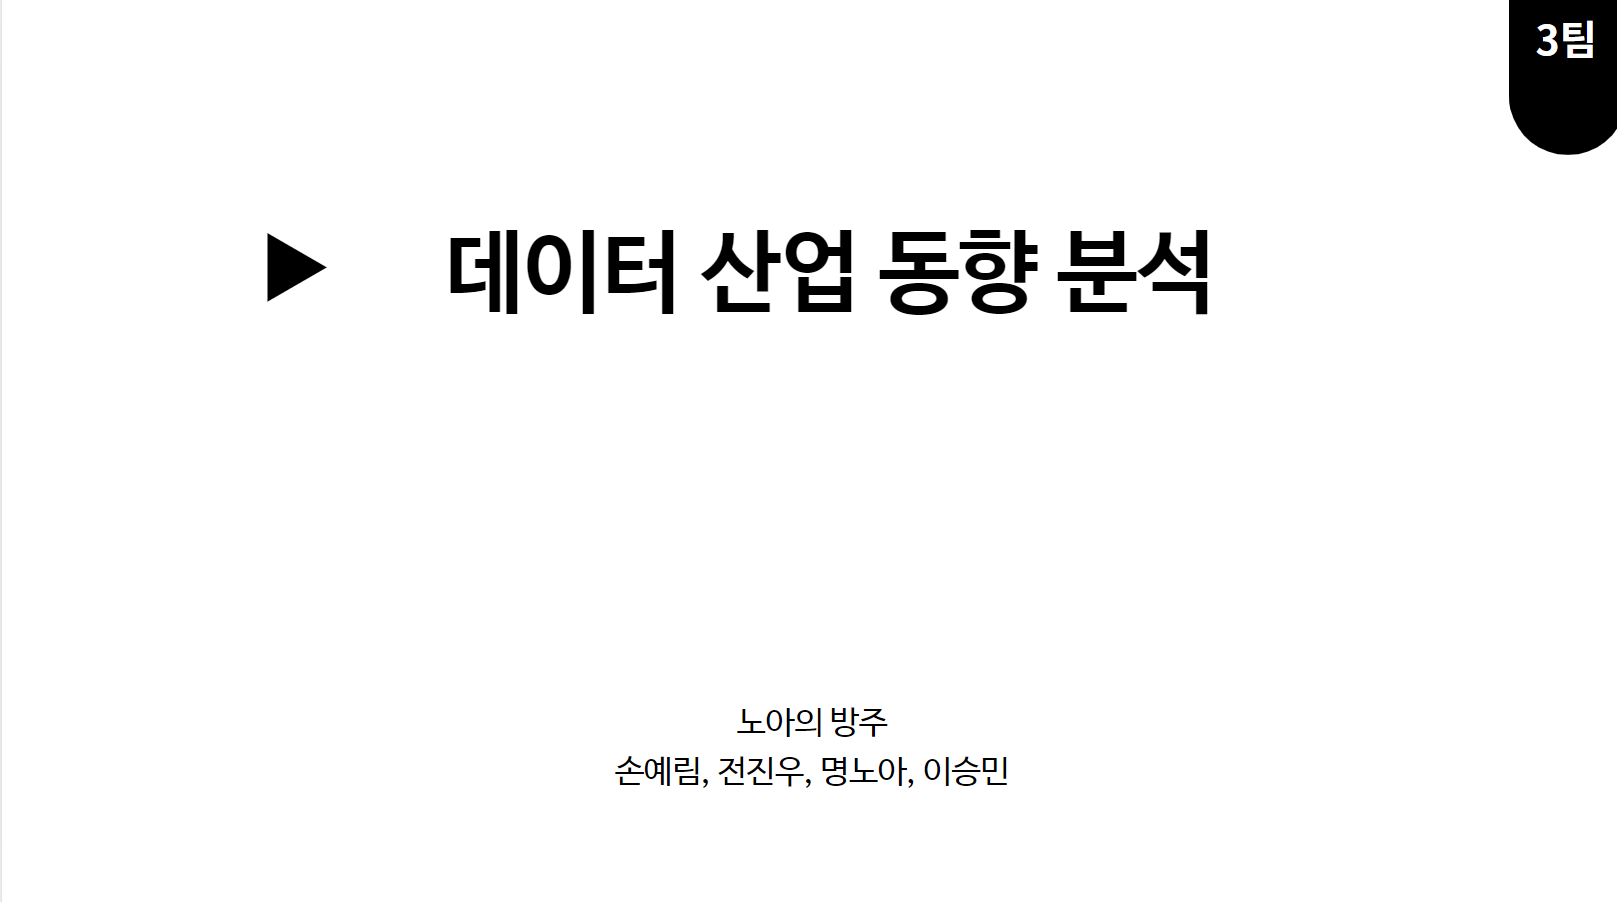 3팀
▶ 데이터 산업 동향 분석
노아의 방주
손예림, 전진우, 명노아, 이승민